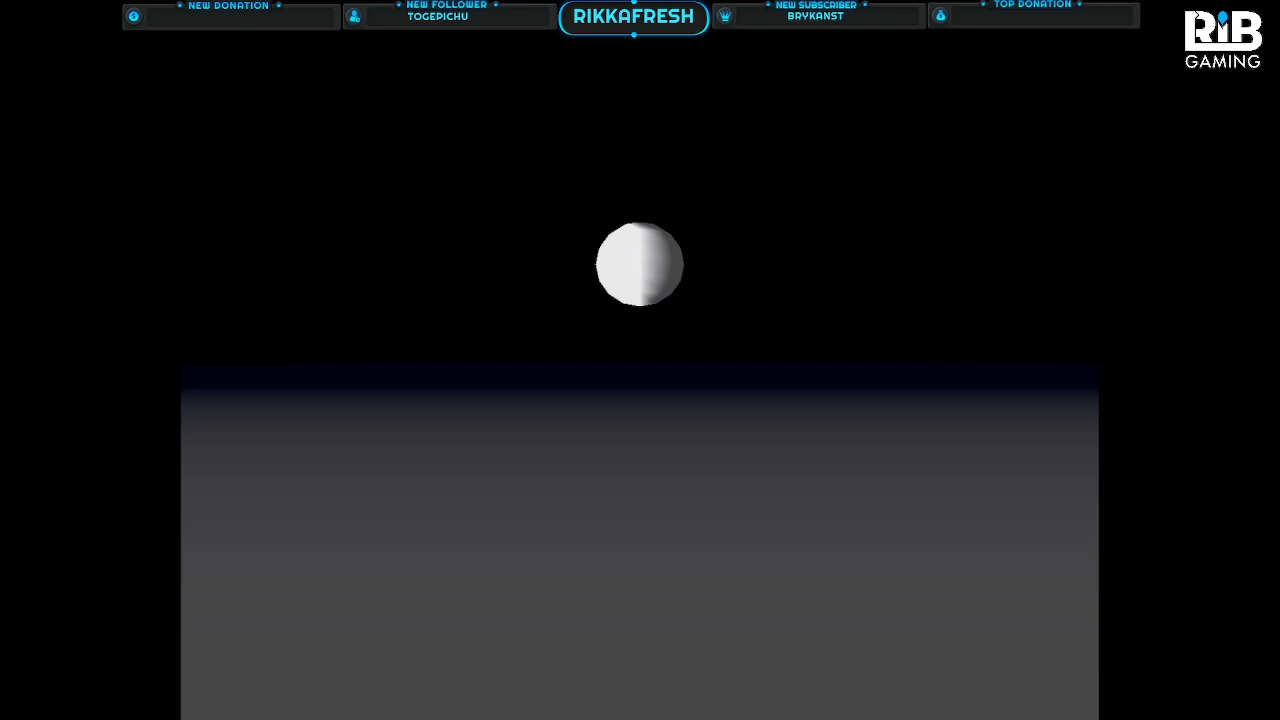 NEW DONATION
NEW FOLLOWER
TOGEPICHU
RIKKAFRESH
NEW SUBSCRIBER
BRYKANST
TOP DONATION
RIB
GAMING